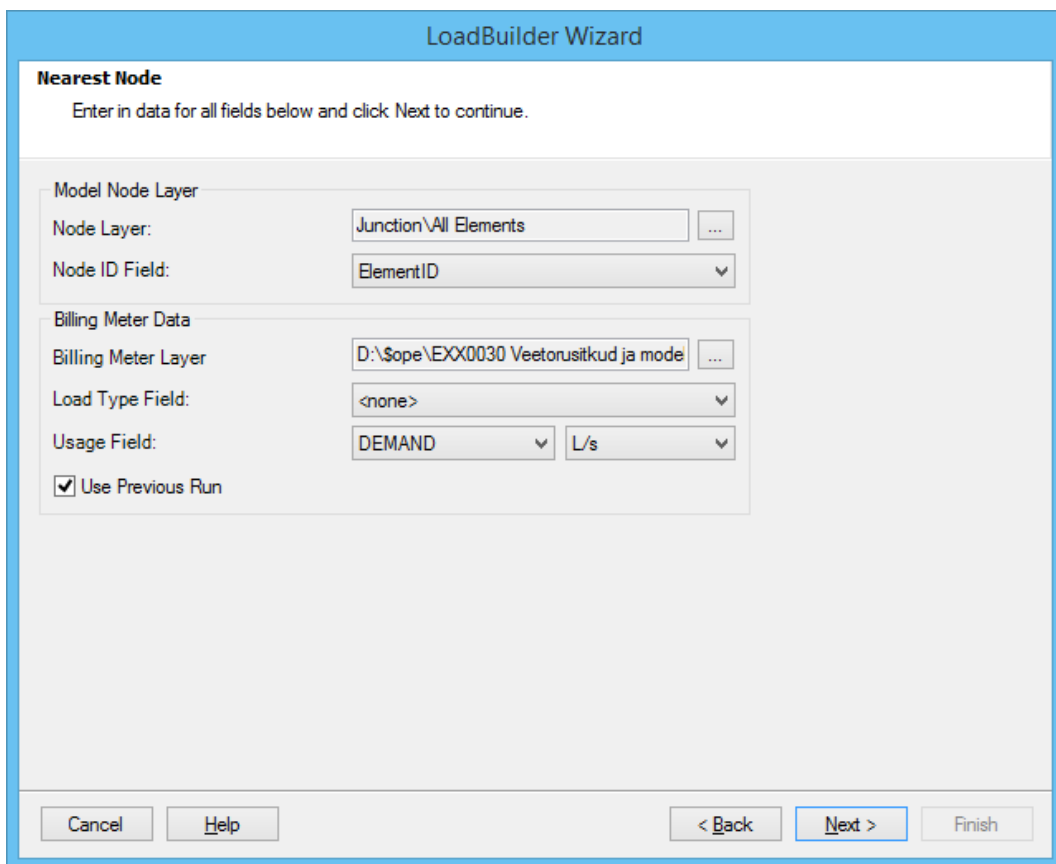 LoadBuilder Wizard
Nearest Node
Enter in data for all fields below and click Next to continue.
Model Node Layer
Node Layer: Junction\All Elements ...
Node ID Field: ElementID
Billing Meter Data
Billing Meter Layer D:\$ope\EXX0030 Veetorusitkud ja model ...
Load Type Field: <none>
Usage Field: DEMAND L/s
Use Previous Run
Cancel Help < Back Next > Finish